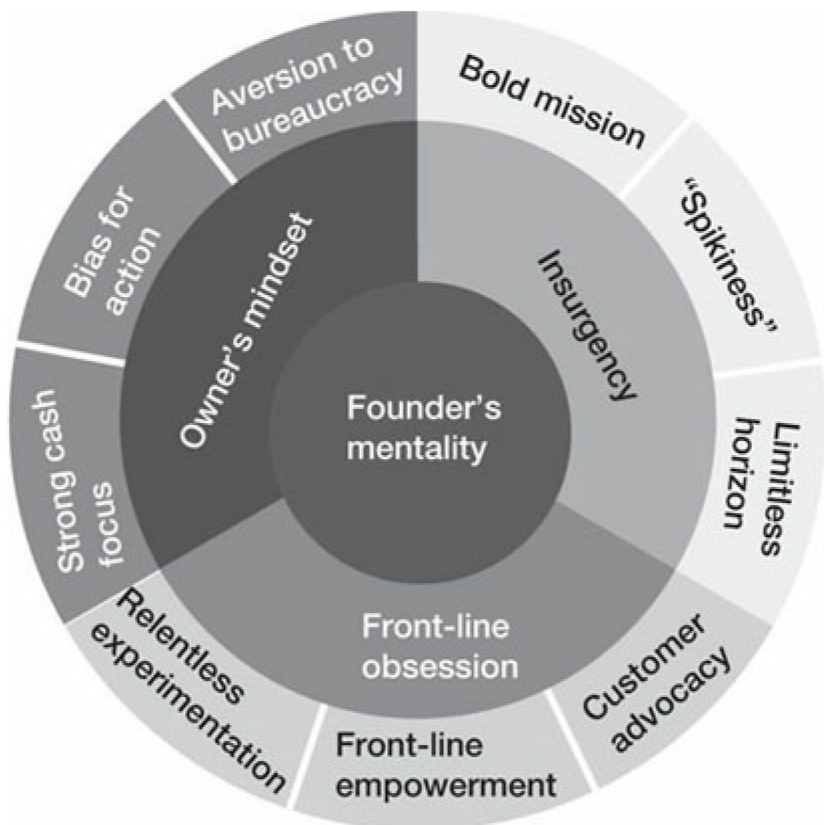 Founder's
mentality
Insurgency
Front-line
obsession
Owner's mindset
Bold mission
“Spikiness”
Limitless
horizon
Customer
advocacy
Front-line
empowerment
Relentless
experimentation
Strong cash
focus
Bias for
action
Aversion to
bureaucracy